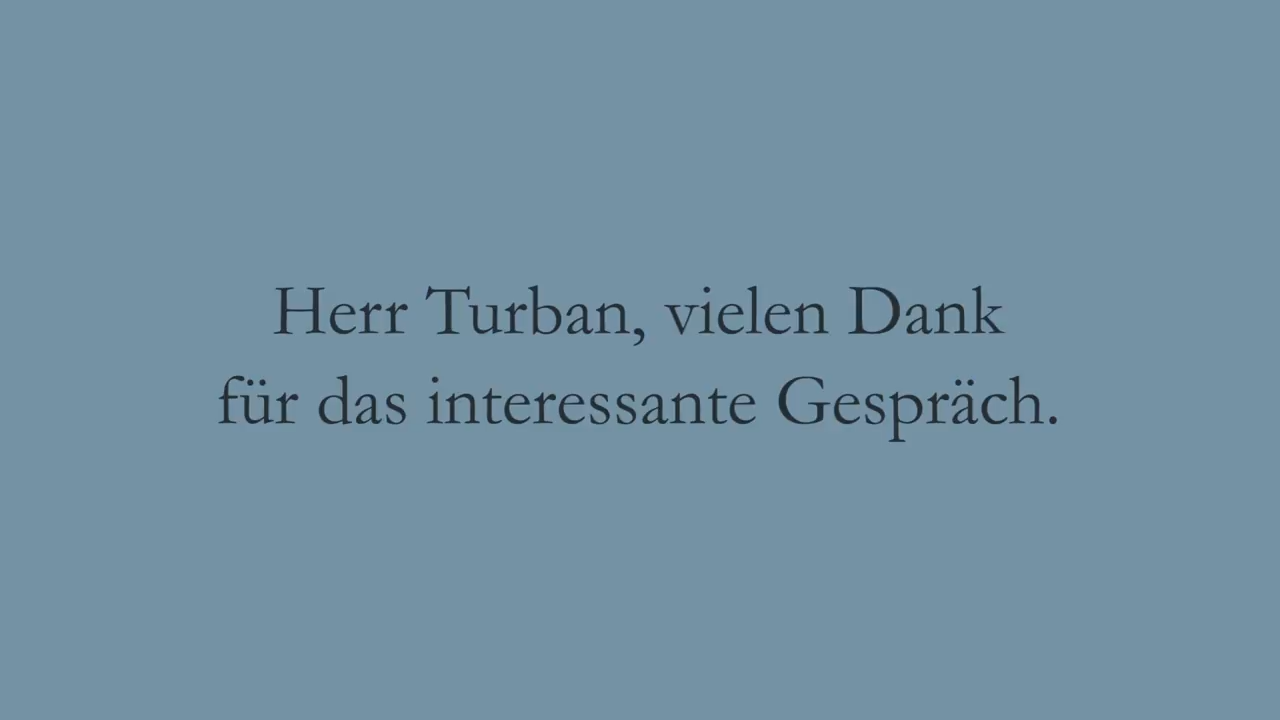 Herr Turban, vielen Dank
für das interessante Gespräch.